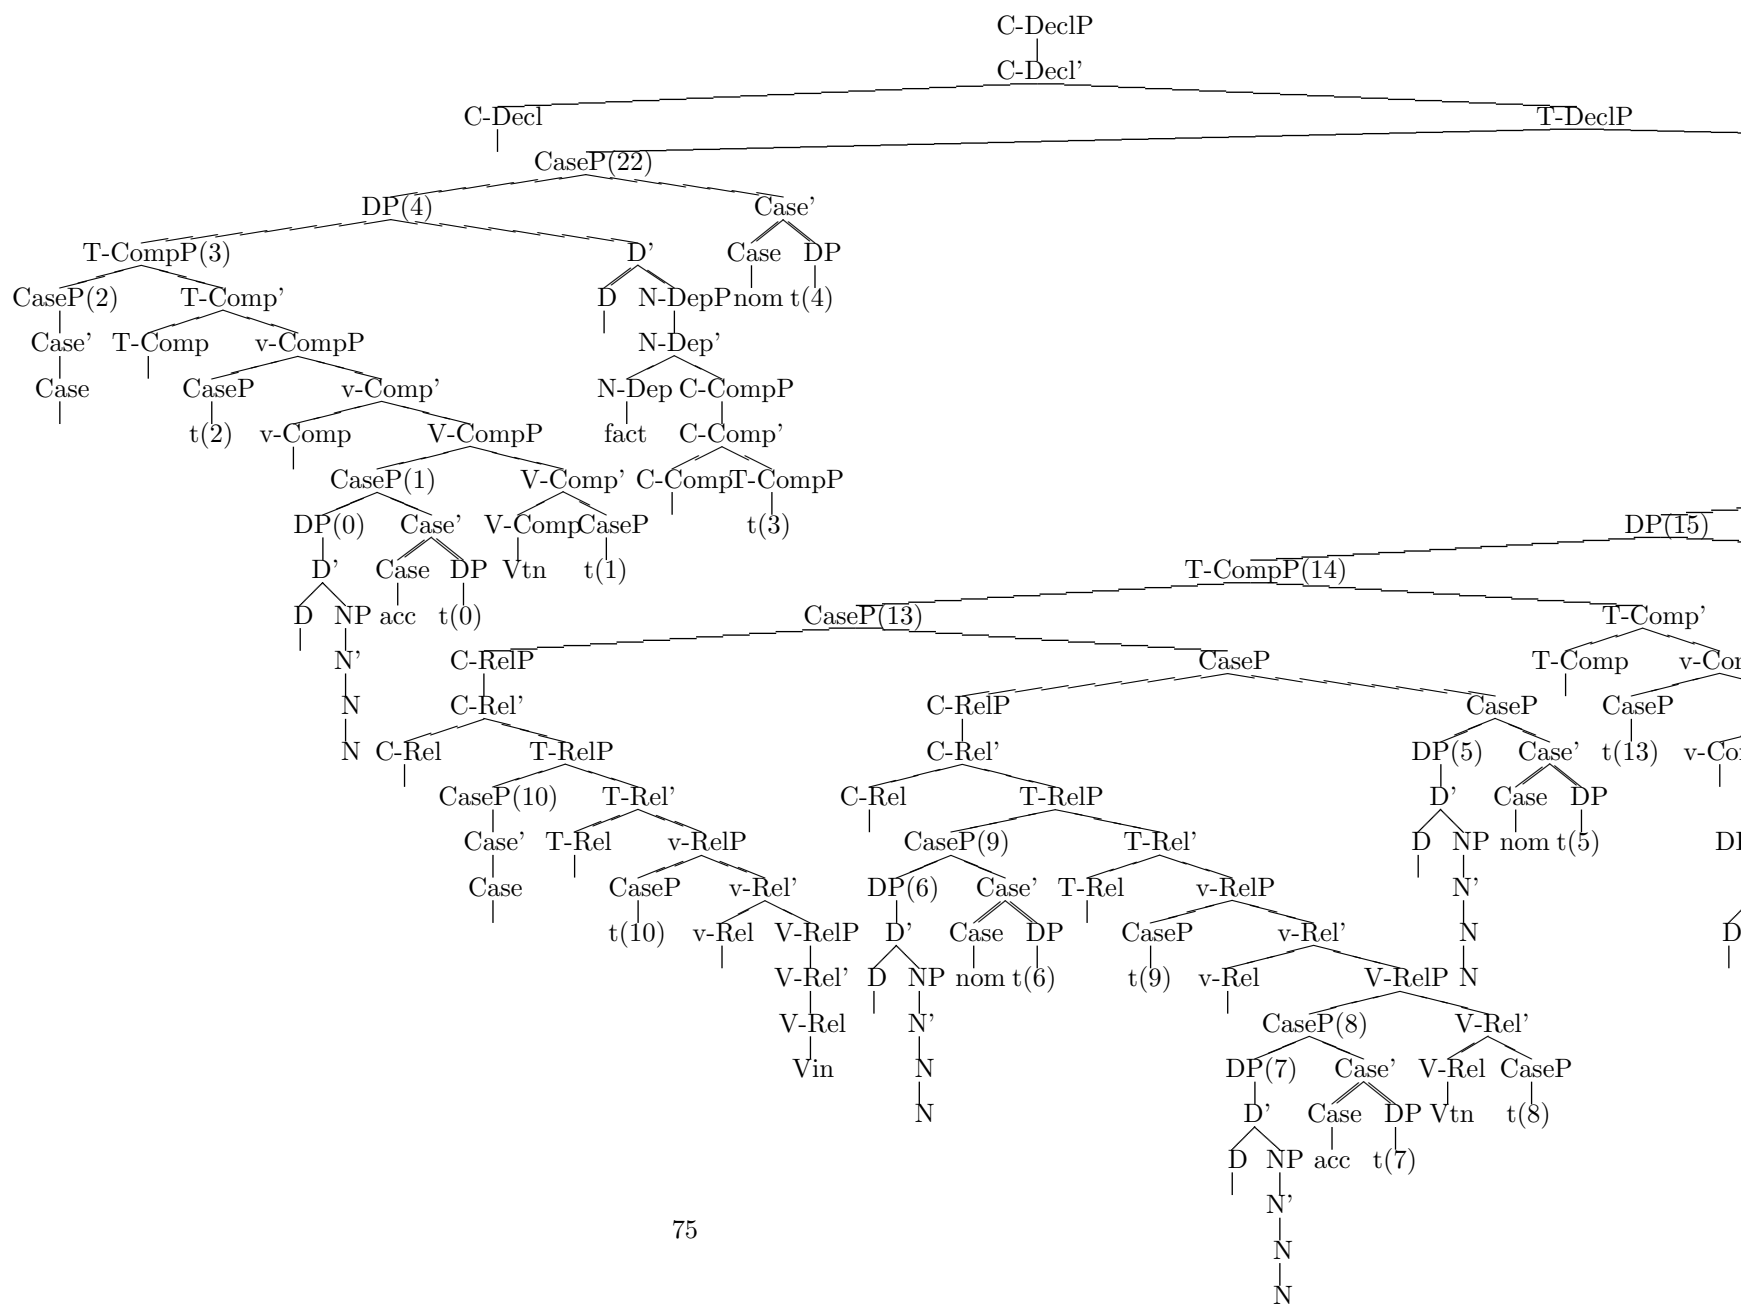 C-DeclP
C-Decl'
C-Decl T-DeclP
CaseP(22)
DP(4) Case'
T-CompP(3) D' Case DP
CaseP(2) T-Comp' D N-DepP nom t(4)
Case' T-Comp v-CompP N-Dep'
Case CaseP v-Comp' N-Dep C-CompP
t(2) v-Comp V-CompP fact C-Comp'
CaseP(1) V-Comp' C-Comp T-CompP
DP(0) Case' V-Comp CaseP t(3) DP(15)
D' Case DP Vtn t(1) T-CompP(14)
D NP acc t(0) CaseP(13) T-Comp'
N' C-RelP CaseP T-Comp
N C-Rel' C-RelP CaseP CaseP
N C-Rel T-RelP C-Rel' DP(5) Case' t(13)
CaseP(10) T-Rel' C-Rel T-RelP D' Case DP
Case' T-Rel v-RelP CaseP(9) T-Rel' D NP nom t(5)
Case CaseP v-Rel' DP(6) Case' T-Rel v-RelP N'
t(10) v-Rel V-RelP D' Case DP CaseP v-Rel' N D
V-Rel' D NP nom t(6) t(9) v-Rel V-RelP N
V-Rel N' CaseP(8) V-Rel'
Vin N DP(7) Case' V-Rel CaseP
N D' Case DP Vtn t(8)
D NP acc t(7)
N'
75
N
N